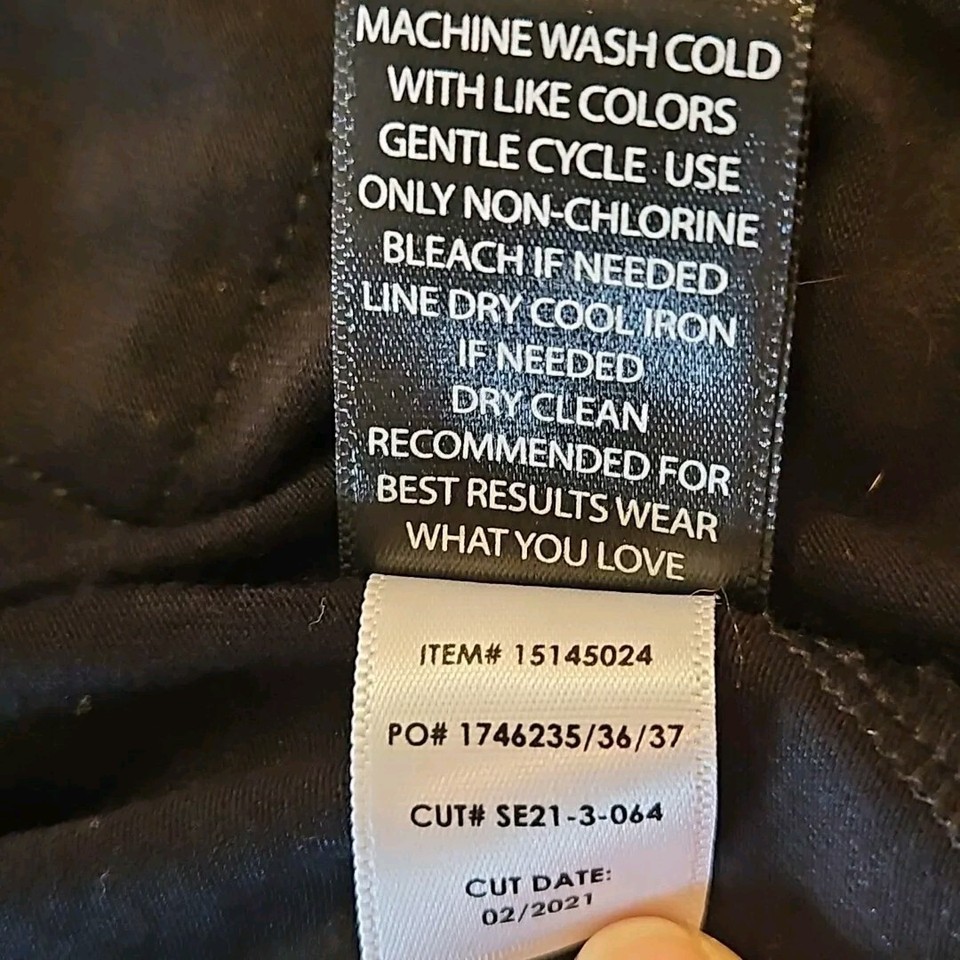 MACHINE WASH COLD
WITH LIKE COLORS
GENTLE CYCLE USE
ONLY NON-CHLORINE
BLEACH IF NEEDED
LINE DRY COOL IRON
IF NEEDED
DRY CLEAN
RECOMMENDED FOR
BEST RESULTS WEAR
WHAT YOU LOVE
ITEM# 15145024
PO# 1746235/36/37
CUT# SE21-3-064
CUT DATE:
02/2021